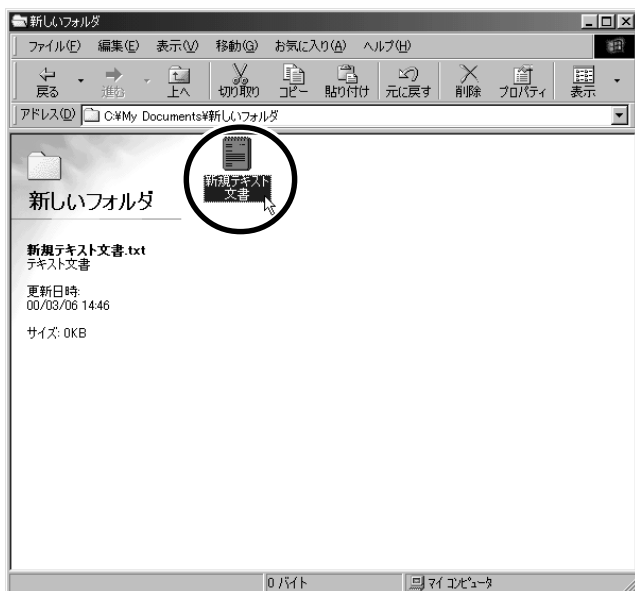 新しいフォルダ
ファイル(F) 編集(E) 表示(V) 移動(G) お気に入り(A) ヘルプ(H)
戻る 進む 上へ 切り取り コピー 貼り付け 元に戻す 削除 プロパティ 表示
アドレス(D) C:¥My Documents¥新しいフォルダ
新規テキスト
文書
新しいフォルダ
新規テキスト文書.txt
テキスト文書
更新日時:
00/03/06 14:46
サイズ: 0KB
0 バイト マイ コンピュータ